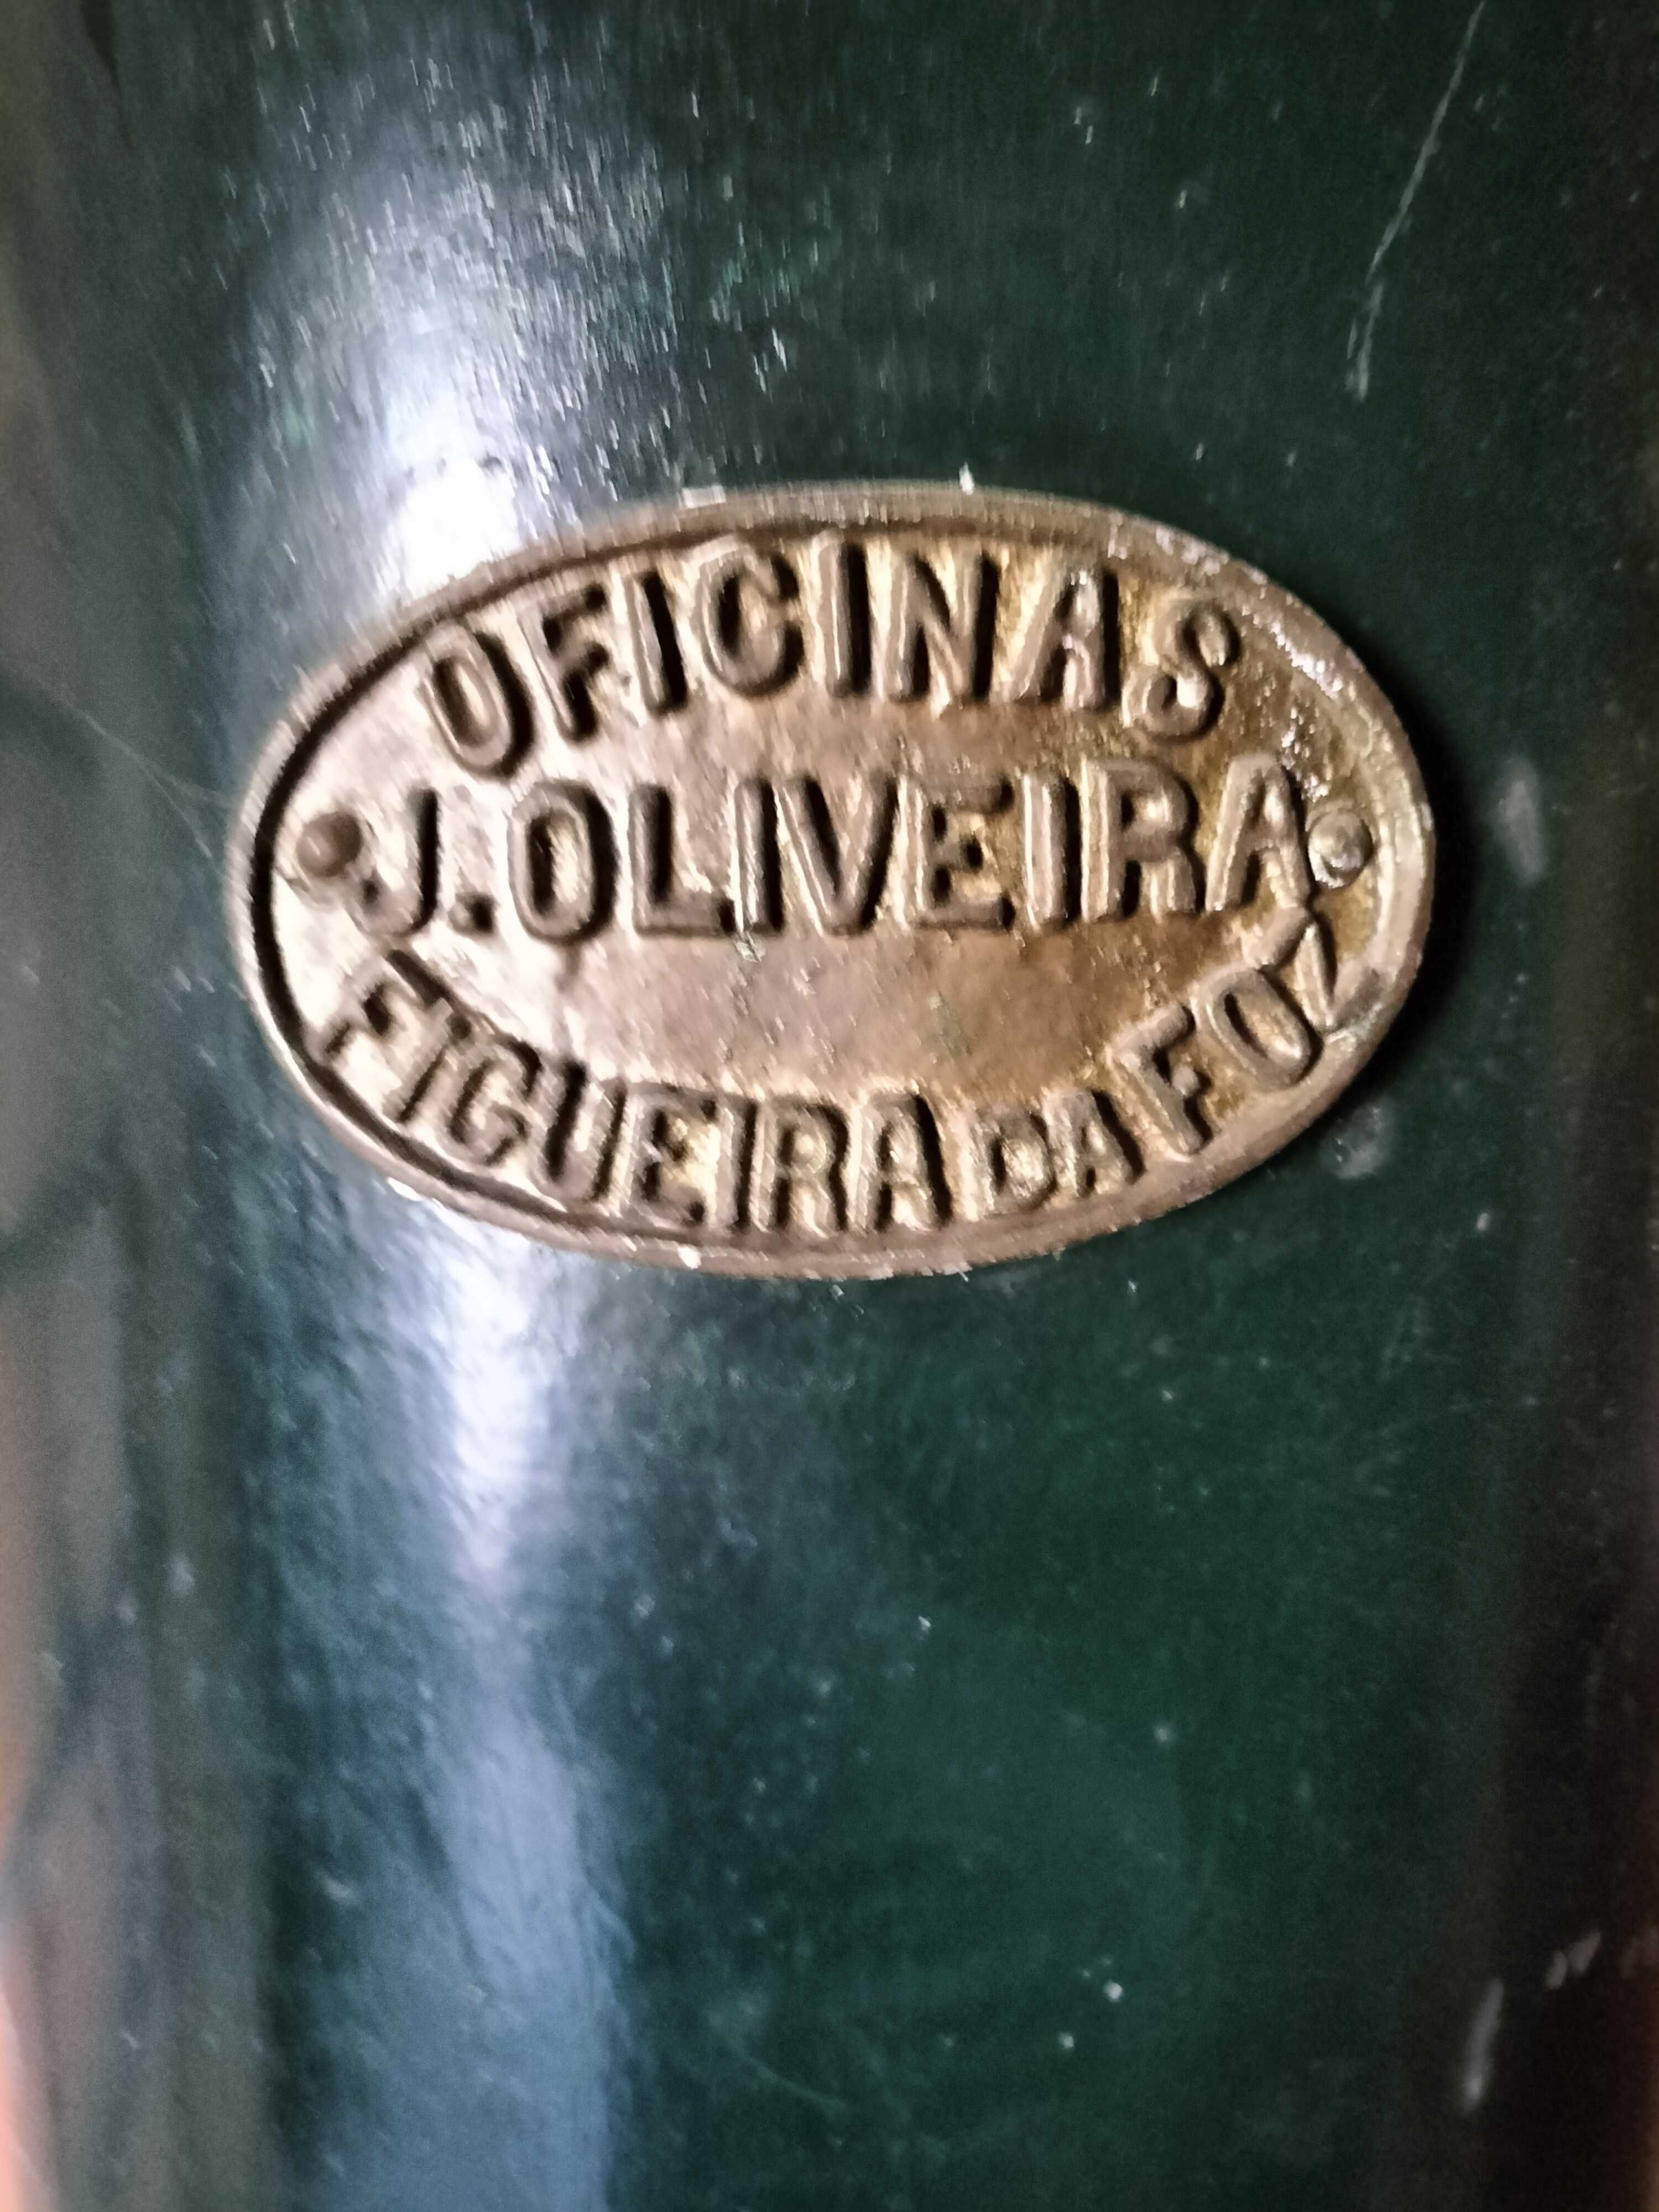 OFICINAS
J. OLIVEIRA
FIGUEIRA DA FOZ